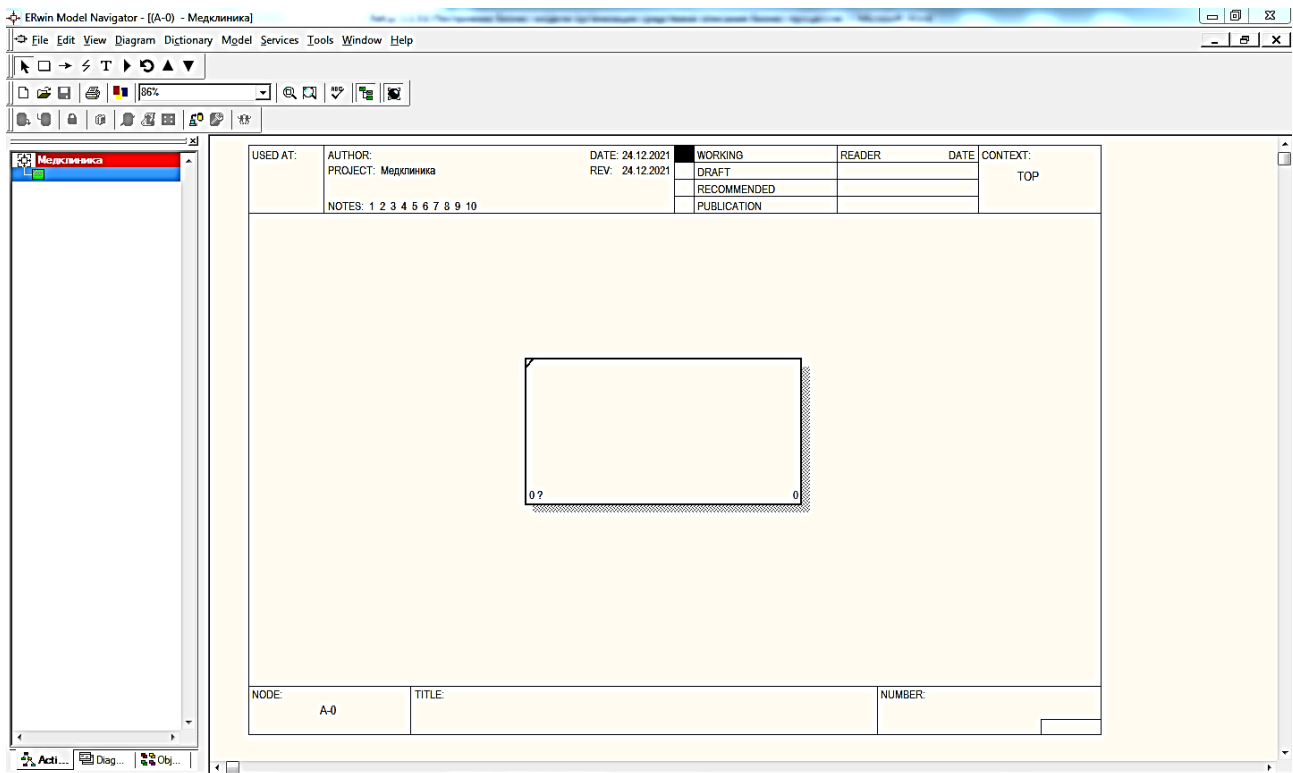 ERwin Model Navigator - [(A-0) - Медклиника]
File Edit View Diagram Dictionary Model Services Tools Window Help
T
86%
Медклиника
USED AT: AUTHOR: DATE: 24.12.2021 WORKING READER DATE CONTEXT:
PROJECT: Медклиника REV: 24.12.2021 DRAFT TOP
RECOMMENDED
NOTES: 1 2 3 4 5 6 7 8 9 10 PUBLICATION
0 ? 0
NODE: TITLE: NUMBER:
A-0
Acti... Diag... Obj...